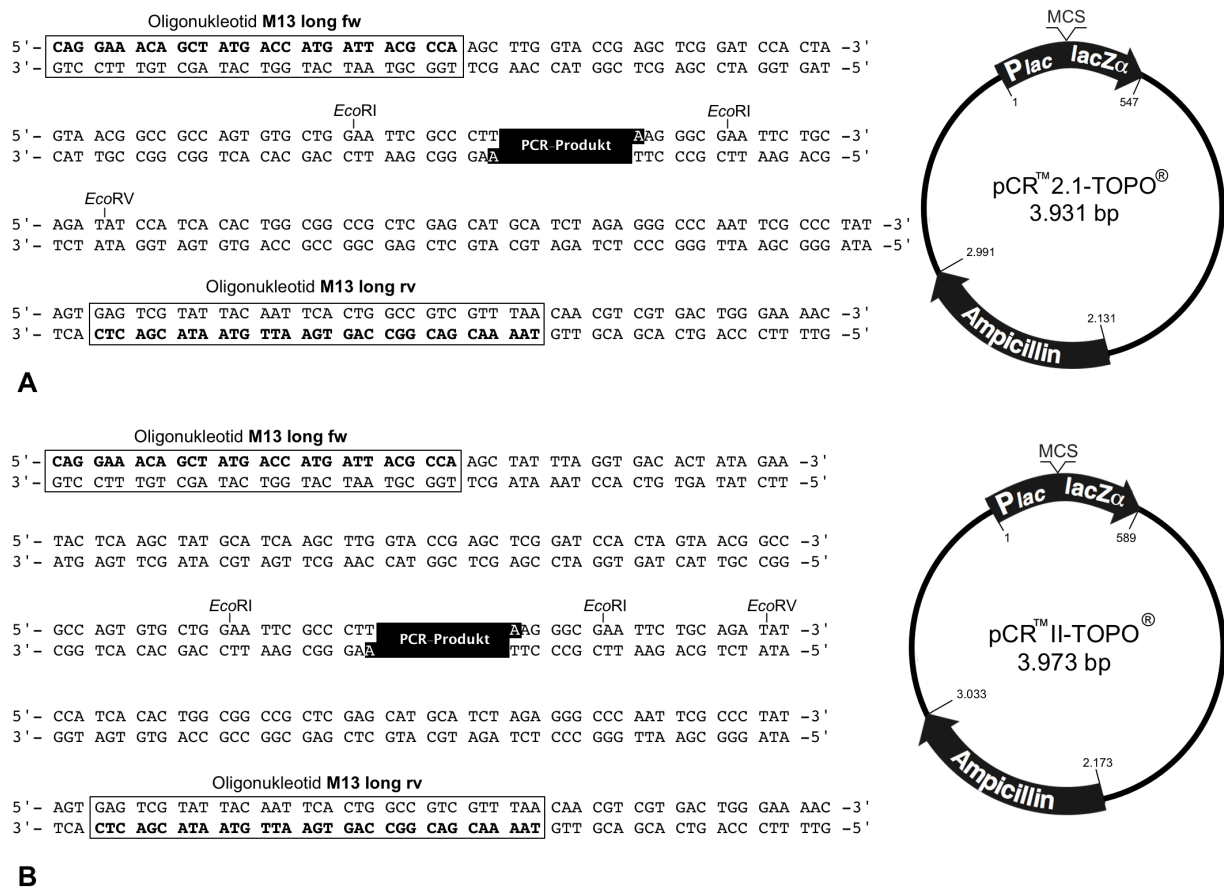 Oligonukleotid M13 long fw
5'- CAG GAA ACA GCT ATG ACC ATG ATT ACG CCA AGC TTG GTA CCG AGC TCG GAT CCA CTA -3'
3'- GTC CTT TGT CGA TAC TGG TAC TAA TGC GGT TCG AAC CAT GGC TCG AGC CTA GGT GAT -5'
EcoRI EcoRI
5'- GTA ACG GCC GCC AGT GTG CTG GAA TTC GCC CTT PCR-Produkt AAG GGC GAA TTC TGC -3'
3'- CAT TGC CGG CGG TCA CAC GAC CTT AAG CGG GAA TTC CCG CTT AAG ACG -5'
EcoRV
5'- AGA TAT CCA TCA CAC TGG CGG CCG CTC GAG CAT GCA TCT AGA GGG CCC AAT TCG CCC TAT -3'
3'- TCT ATA GGT AGT GTG ACC GCC GGC GAG CTC GTA CGT AGA TCT CCC GGG TTA AGC GGG ATA -5'
Oligonukleotid M13 long rv
5'- AGT GAG TCG TAT TAC AAT TCA CTG GCC GTC GTT TAA CAA CGT CGT GAC TGG GAA AAC -3'
3'- TCA CTC AGC ATA ATG TTA AGT GACCGG CAG CAA AAT GTT GCA GCA CTG ACC CTT TTG -5'
A
MCS
Plac lacZα
1 547
pCR™2.1-TOPO®
3.931 bp
2.991
2.131
Ampicillin
Oligonukleotid M13 long fw
5'- CAG GAA ACA GCT ATG ACC ATG ATT ACG CCA AGC TAT TTA GGT GAC ACT ATA GAA -3'
3'- GTC CTT TGT CGA TAC TGG TAC TAA TGC GGT TCG ATA AAT CCA CTG TGA TAT CTT -5'
5'- TAC TCA AGC TAT GCA TCA AGC TTG GTA CCG AGC TCG GAT CCA CTA GTA ACG GCC -3'
3'- ATG AGT TCG ATA CGT AGT TCG AAC CAT GGC TCG AGC CTA GGT GAT CAT TGC CGG -5'
EcoRI EcoRI EcoRV
5'- GCC AGT GTG CTG GAA TTC GCC CTT PCR-Produkt AAG GGC GAA TTC TGC AGA TAT -3'
3'- CGG TCA CAC GAC CTT AAG CGG GAA TTC CCG CTT AAG ACG TCT ATA -5'
5'- CCA TCA CAC TGG CGG CCG CTC GAG CAT GCA TCT AGA GGG CCC AAT TCG CCC TAT -3'
3'- GGT AGT GTG ACC GCC GGC GAG CTC GTA CGT AGA TCT CCC GGG TTA AGC GGG ATA -5'
Oligonukleotid M13 long rv
5'- AGT GAG TCG TAT TAC AAT TCA CTG GCC GTC GTT TAA CAA CGT CGT GAC TGG GAA AAC -3'
3'- TCA CTC AGC ATA ATG TTA AGT GAC CGG CAG CAA AAT GTT GCA GCA CTG ACC CTT TTG -5'
B
MCS
Plac lacZα
1 589
pCR™II-TOPO®
3.973 bp
3.033
2.173
Ampicillin